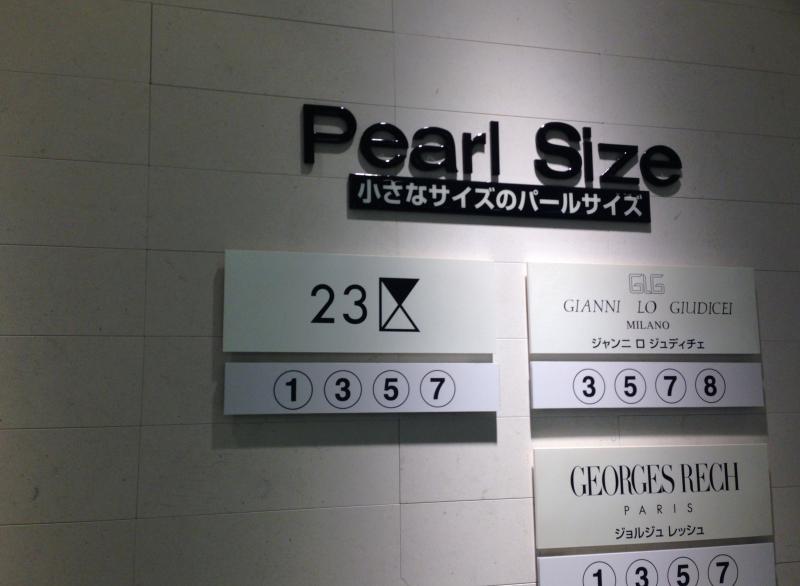 Pearl Size
小さなサイズのパールサイズ
23区
① ③ ⑤ ⑦
GLG
GIANNI LO GIUDICEI
MILANO
ジャンニ ロ ジュディチェ
③ ⑤ ⑦ ⑧
GEORGES RECH
PARIS
ジョルジュ レッシュ
① ③ ⑤ ⑦